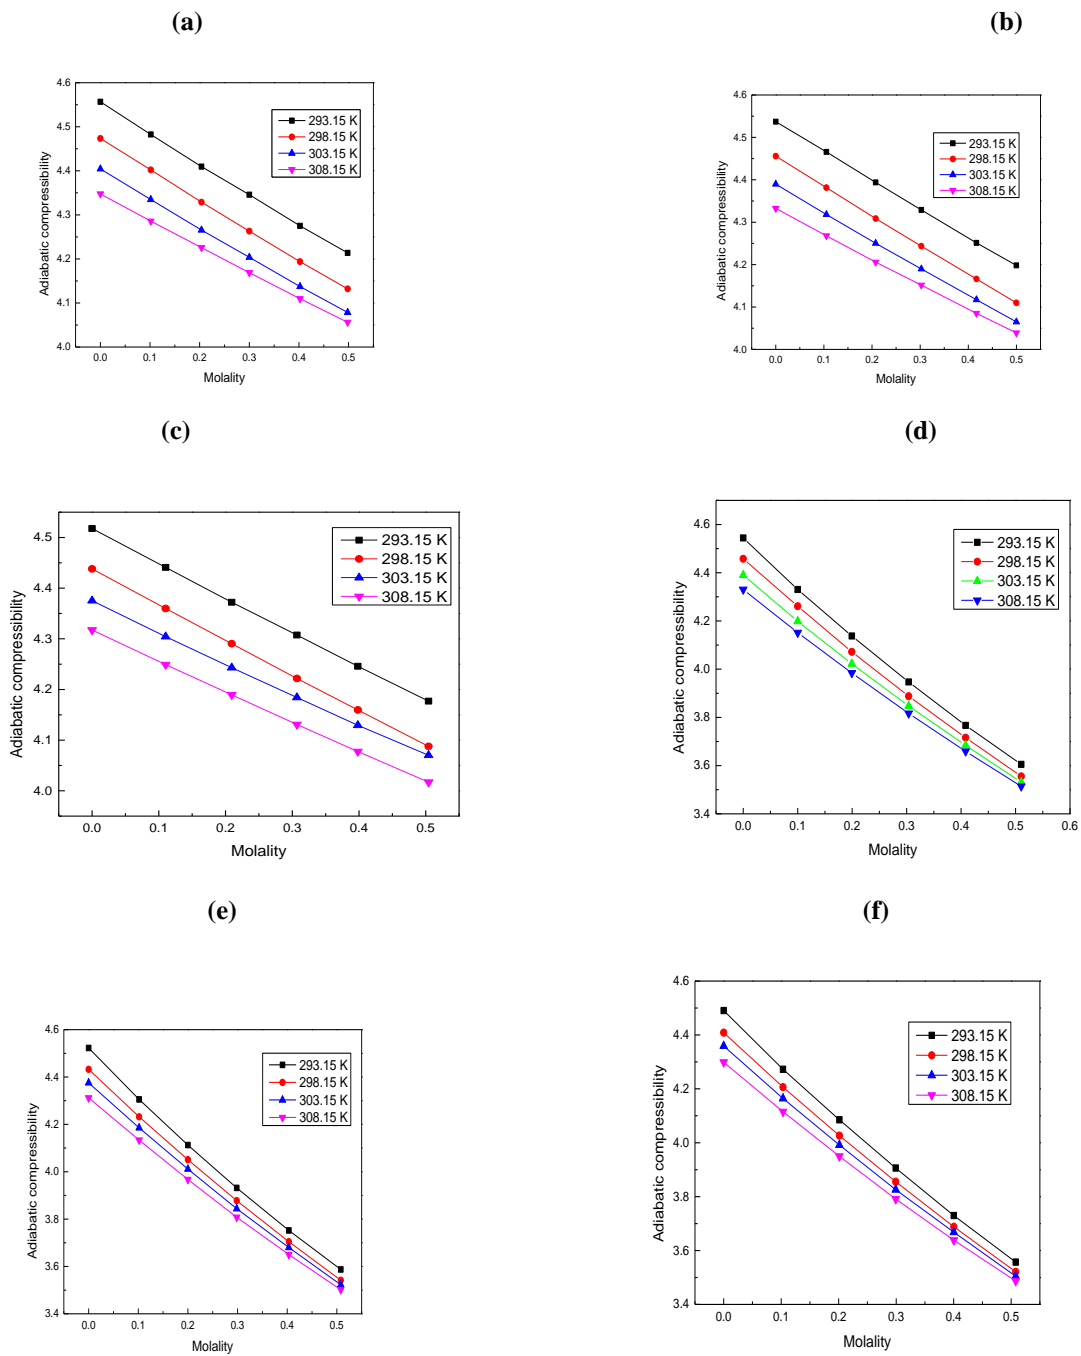 (a)
4.6
4.5
4.4
4.3
4.2
4.1
4.0
Adiabatic compressibility
293.15 K
298.15 K
303.15 K
308.15 K
0.0 0.1 0.2 0.3 0.4 0.5
Molality
(b)
4.6
4.5
4.4
4.3
4.2
4.1
4.0
Adiabatic compressibility
293.15 K
298.15 K
303.15 K
308.15 K
0.0 0.1 0.2 0.3 0.4 0.5
Molality
(c)
4.5
4.4
4.3
4.2
4.1
4.0
Adiabatic compressibility
293.15 K
298.15 K
303.15 K
308.15 K
0.0 0.1 0.2 0.3 0.4 0.5
Molality
(d)
4.6
4.4
4.2
4.0
3.8
3.6
3.4
Adiabatic compressibility
293.15 K
298.15 K
303.15 K
308.15 K
0.0 0.1 0.2 0.3 0.4 0.5 0.6
Molality
(e)
4.6
4.4
4.2
4.0
3.8
3.6
3.4
Adiabatic compressibility
293.15 K
298.15 K
303.15 K
308.15 K
0.0 0.1 0.2 0.3 0.4 0.5
Molality
(f)
4.6
4.4
4.2
4.0
3.8
3.6
3.4
Adiabatic compressibility
293.15 K
298.15 K
303.15 K
308.15 K
0.0 0.1 0.2 0.3 0.4 0.5
Molality